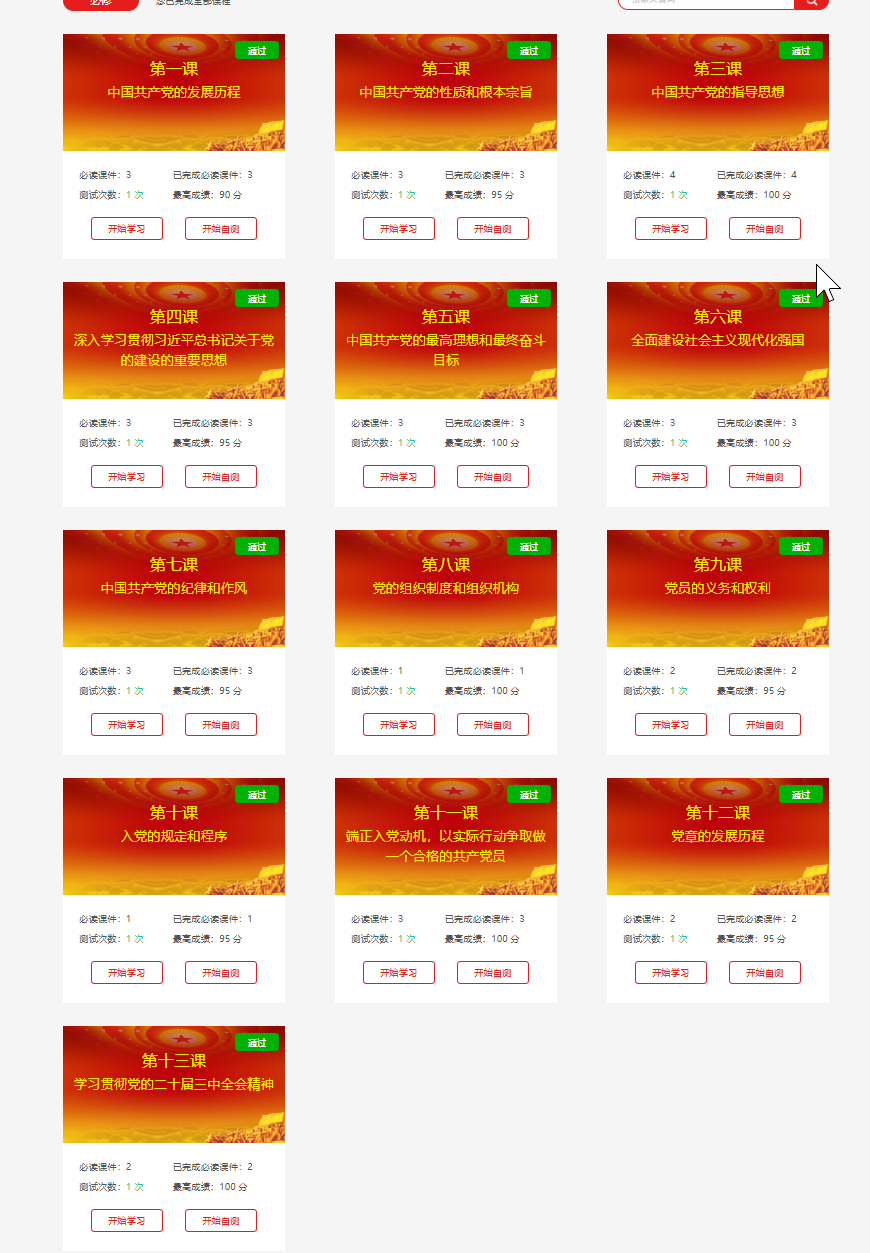 必修
您已完成全部课程
通过
第一课
中国共产党的发展历程
必读课件：3 已完成必读课件：3
测试次数：1 次 最高成绩：90 分
开始学习 开始自测
通过
第二课
中国共产党的性质和根本宗旨
必读课件：3 已完成必读课件：3
测试次数：1 次 最高成绩：95 分
开始学习 开始自测
通过
第三课
中国共产党的指导思想
必读课件：4 已完成必读课件：4
测试次数：1 次 最高成绩：100 分
开始学习 开始自测
通过
第四课
深入学习贯彻习近平总书记关于党
的建设的重要思想
必读课件：3 已完成必读课件：3
测试次数：1 次 最高成绩：95 分
开始学习 开始自测
通过
第五课
中国共产党的最高理想和最终奋斗
目标
必读课件：3 已完成必读课件：3
测试次数：1 次 最高成绩：100 分
开始学习 开始自测
通过
第六课
全面建设社会主义现代化强国
必读课件：3 已完成必读课件：3
测试次数：1 次 最高成绩：100 分
开始学习 开始自测
通过
第七课
中国共产党的纪律和作风
必读课件：3 已完成必读课件：3
测试次数：1 次 最高成绩：95 分
开始学习 开始自测
通过
第八课
党的组织制度和组织机构
必读课件：1 已完成必读课件：1
测试次数：1 次 最高成绩：100 分
开始学习 开始自测
通过
第九课
党员的义务和权利
必读课件：2 已完成必读课件：2
测试次数：1 次 最高成绩：95 分
开始学习 开始自测
通过
第十课
入党的规定和程序
必读课件：1 已完成必读课件：1
测试次数：1 次 最高成绩：95 分
开始学习 开始自测
通过
第十一课
端正入党动机，以实际行动争取做
一个合格的共产党员
必读课件：3 已完成必读课件：3
测试次数：1 次 最高成绩：100 分
开始学习 开始自测
通过
第十二课
党章的发展历程
必读课件：2 已完成必读课件：2
测试次数：1 次 最高成绩：95 分
开始学习 开始自测
通过
第十三课
学习贯彻党的二十届三中全会精神
必读课件：2 已完成必读课件：2
测试次数：1 次 最高成绩：100 分
开始学习 开始自测